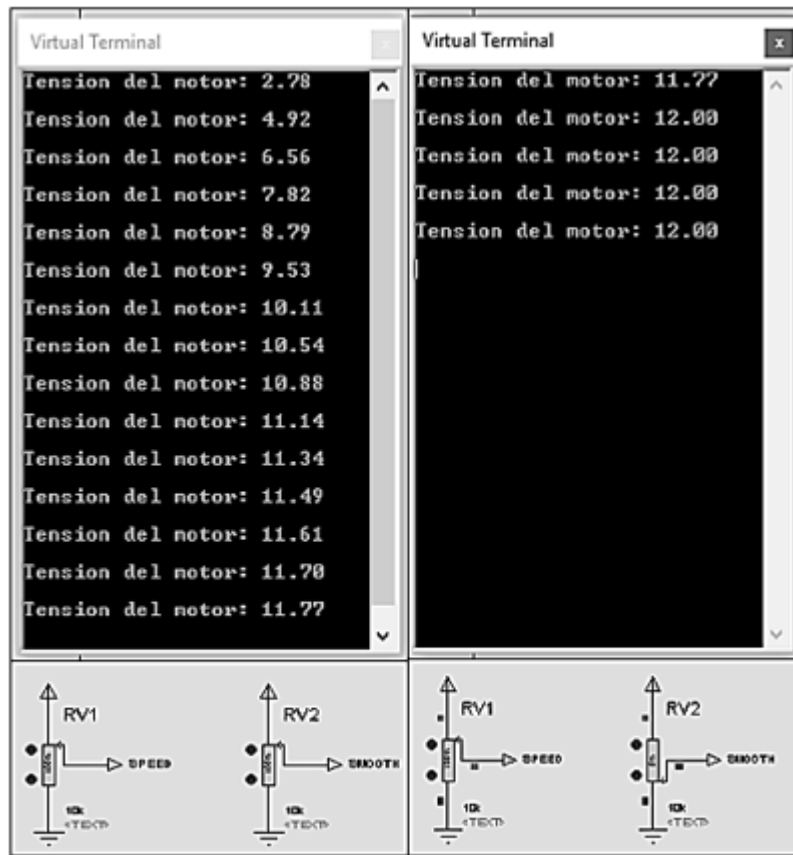 Virtual Terminal
Tension del motor: 2.78
Tension del motor: 4.92
Tension del motor: 6.56
Tension del motor: 7.82
Tension del motor: 8.79
Tension del motor: 9.53
Tension del motor: 10.11
Tension del motor: 10.54
Tension del motor: 10.88
Tension del motor: 11.14
Tension del motor: 11.34
Tension del motor: 11.49
Tension del motor: 11.61
Tension del motor: 11.70
Tension del motor: 11.77
Virtual Terminal
x
Tension del motor: 11.77
Tension del motor: 12.00
Tension del motor: 12.00
Tension del motor: 12.00
Tension del motor: 12.00
RV1
SPEED
10k
<TEXT>
RV2
SMOOTH
10k
<TEXT>
RV1
SPEED
10k
<TEXT>
RV2
SMOOTH
10k
<TEXT>